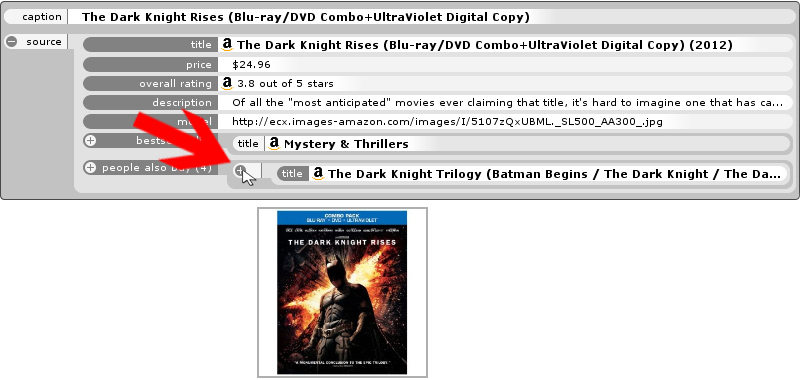 caption The Dark Knight Rises (Blu-ray/DVD Combo+UltraViolet Digital Copy)
source
title a The Dark Knight Rises (Blu-ray/DVD Combo+UltraViolet Digital Copy) (2012)
price $24.96
overall rating a 3.8 out of 5 stars
description Of all the "most anticipated" movies ever claiming that title, it's hard to imagine one that has ca...
http://ecx.images-amazon.com/images/I/5107zQxUBML._SL500_AA300_.jpg
title a Mystery & Thrillers
people also buy (4)
title a The Dark Knight Trilogy (Batman Begins / The Dark Knight / The Da...
COMBO PACK
BLU-RAY + DVD + ULTRAVIOLET
THE DARK KNIGHT RISES
"A MONUMENTAL CONCLUSION TO THE EPIC TRILOGY."